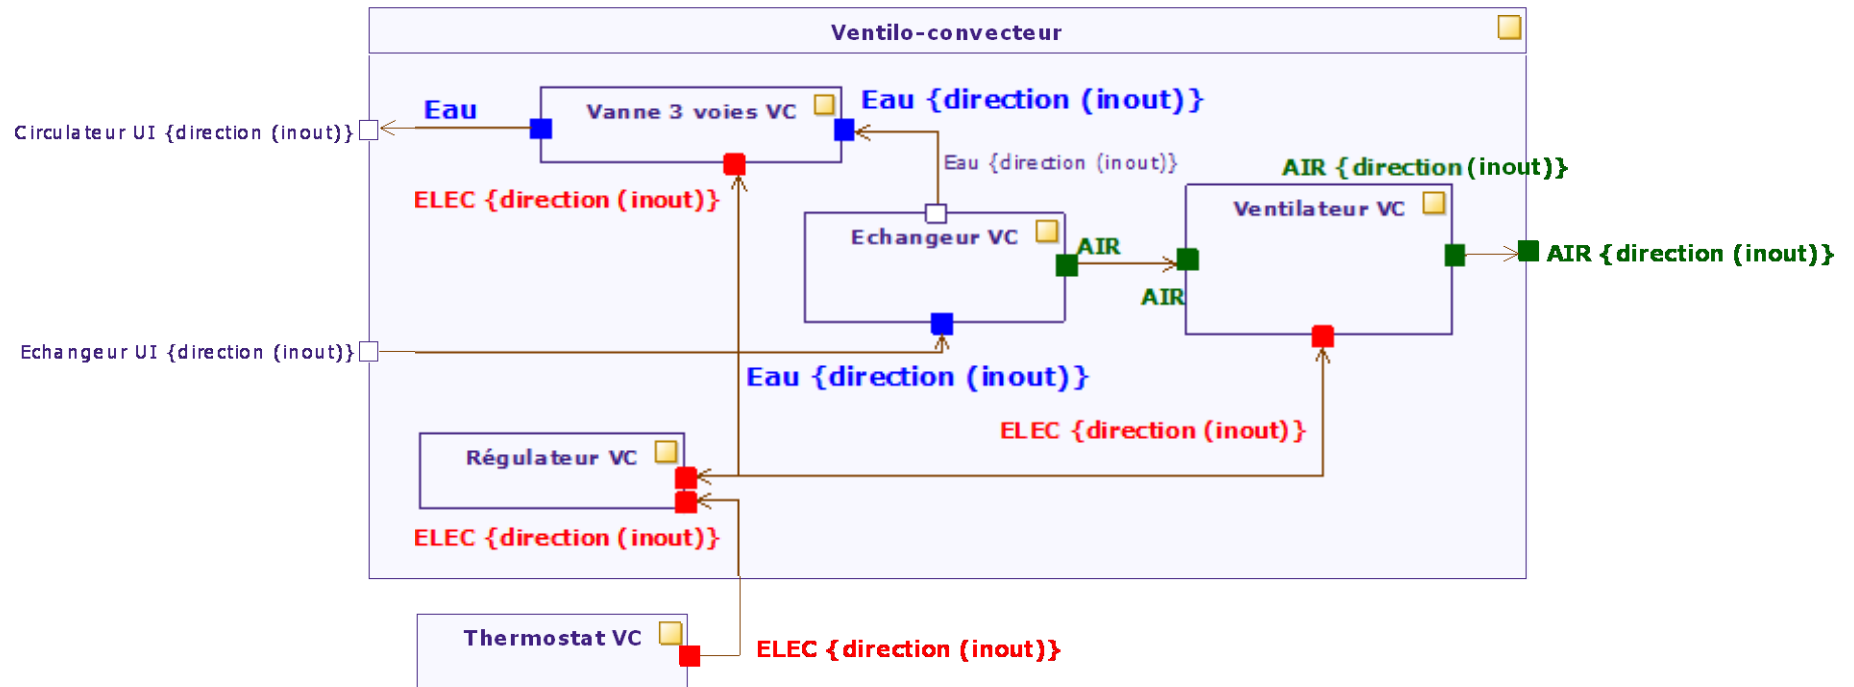 Ventilo-convecteur
Eau
Vanne 3 voies VC
Eau {direction (inout)}
Circulateur UI {direction (inout)}
Eau {direction (inout)}
AIR {direction (inout)}
ELEC {direction (inout)}
Ventilateur VC
Echangeur VC
AIR
AIR {direction (inout)}
AIR
Echangeur UI {direction (inout)}
Eau {direction (inout)}
ELEC {direction (inout)}
Régulateur VC
ELEC {direction (inout)}
Thermostat VC
ELEC {direction (inout)}